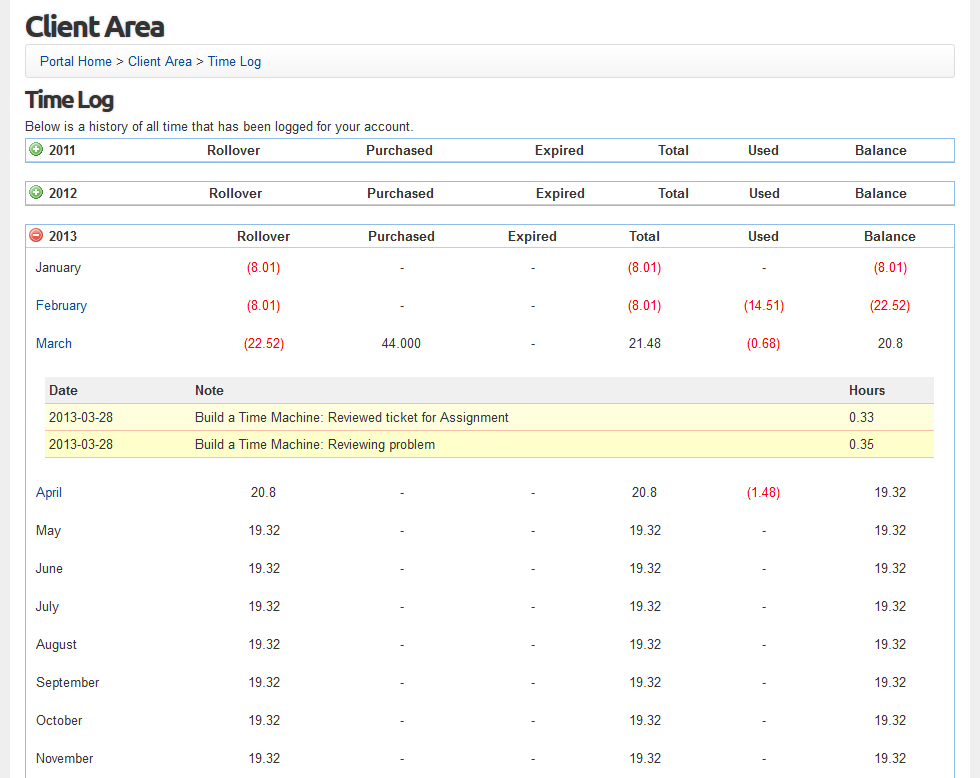 Client Area
Portal Home > Client Area > Time Log
Time Log
Below is a history of all time that has been logged for your account.
2011 Rollover Purchased Expired Total Used Balance
2012 Rollover Purchased Expired Total Used Balance
2013 Rollover Purchased Expired Total Used Balance
January (8.01) - - (8.01) - (8.01)
February (8.01) - - (8.01) (14.51) (22.52)
March (22.52) 44.000 - 21.48 (0.68) 20.8
Date Note Hours
2013-03-28 Build a Time Machine: Reviewed ticket for Assignment 0.33
2013-03-28 Build a Time Machine: Reviewing problem 0.35
April 20.8 - - 20.8 (1.48) 19.32
May 19.32 - - 19.32 - 19.32
June 19.32 - - 19.32 - 19.32
July 19.32 - - 19.32 - 19.32
August 19.32 - - 19.32 - 19.32
September 19.32 - - 19.32 - 19.32
October 19.32 - - 19.32 - 19.32
November 19.32 - - 19.32 - 19.32